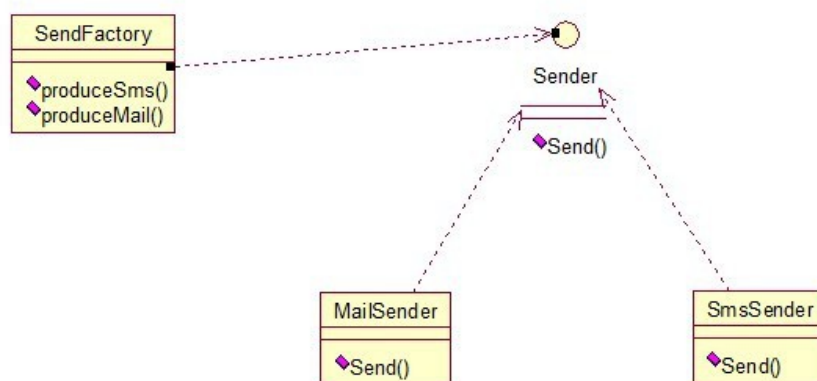 SendFactory
produceSms()
produceMail()
Sender
Send()
MailSender
Send()
SmsSender
Send()